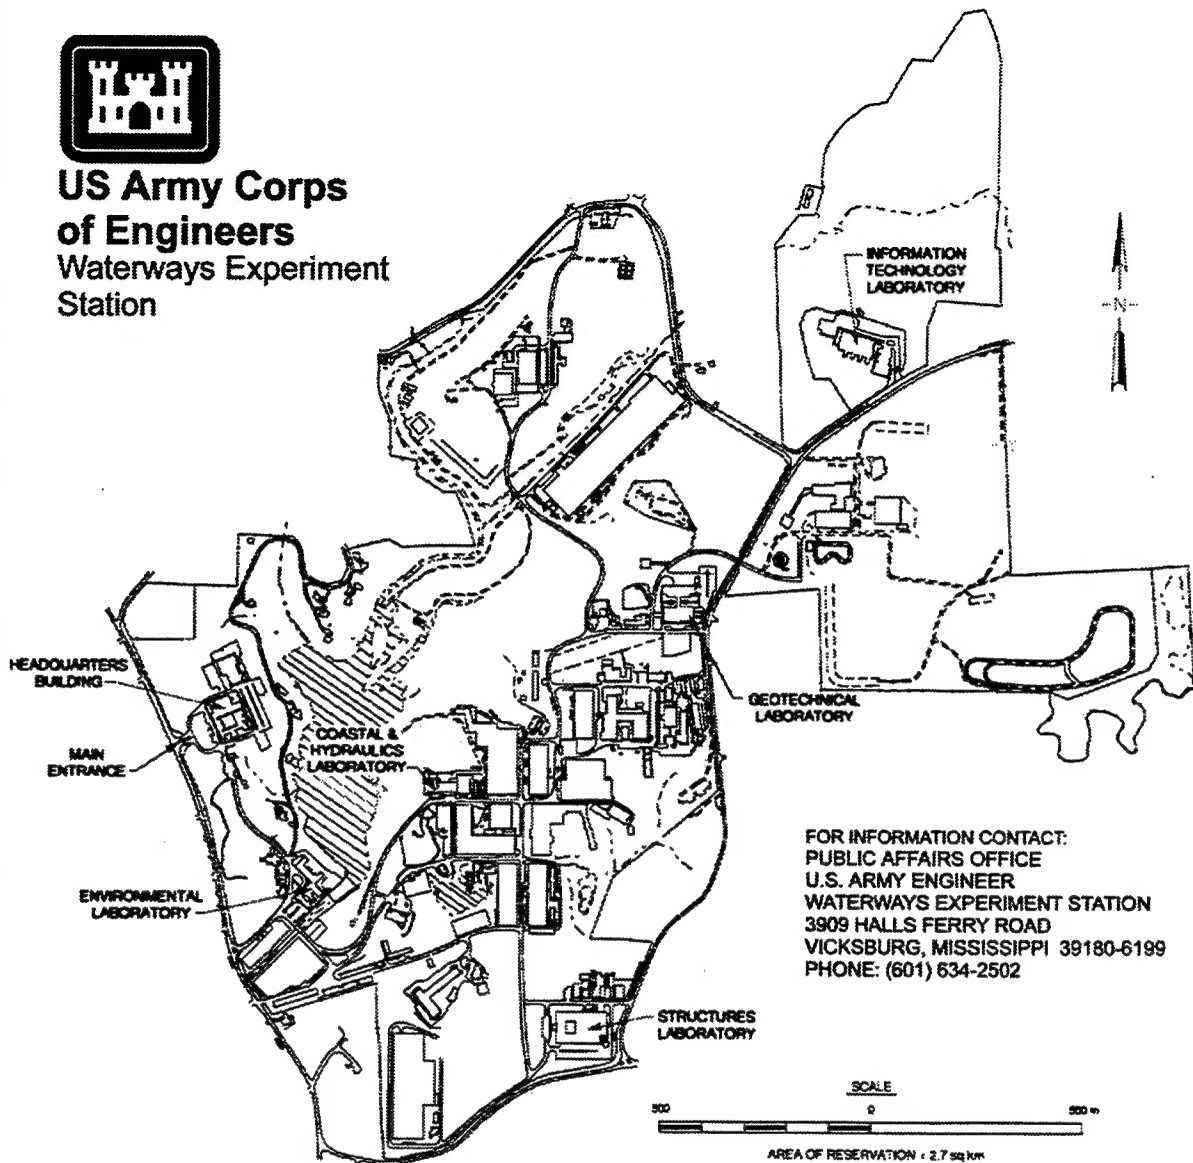 US Army Corps
of Engineers
Waterways Experiment
Station
INFORMATION
TECHNOLOGY
LABORATORY
N
HEADQUARTERS
BUILDING
MAIN
ENTRANCE
COASTAL &
HYDRAULICS
LABORATORY
GEOTECHNICAL
LABORATORY
ENVIRONMENTAL
LABORATORY
STRUCTURES
LABORATORY
FOR INFORMATION CONTACT:
PUBLIC AFFAIRS OFFICE
U.S. ARMY ENGINEER
WATERWAYS EXPERIMENT STATION
3909 HALLS FERRY ROAD
VICKSBURG, MISSISSIPPI 39180-6199
PHONE: (601) 634-2502
SCALE
500 0 500 m
AREA OF RESERVATION : 2.7 sq km